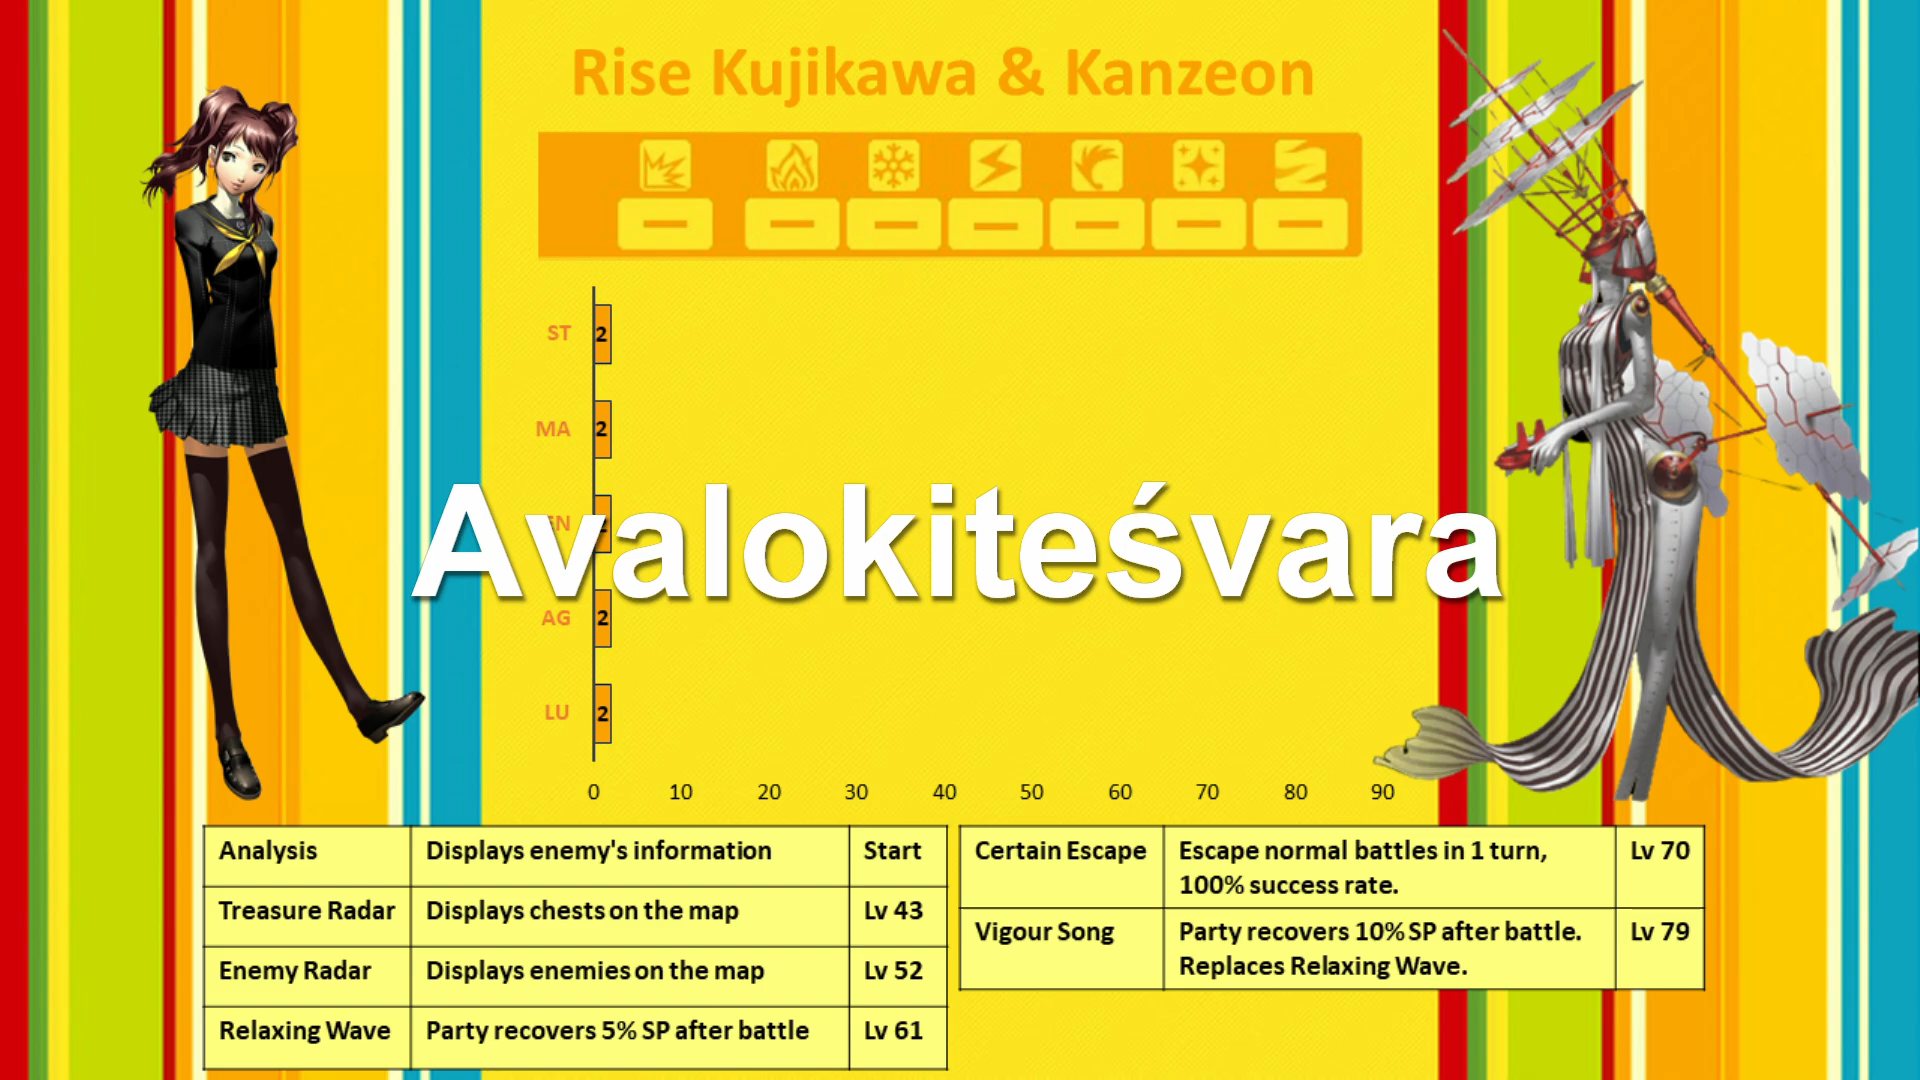 Rise Kujikawa & Kanzeon
ST 2
MA 2
EN
Avalokiteśvara
AG 2
LU 2
0 10 20 30 40 50 60 70 80 90
Analysis Displays enemy's information Start
Treasure Radar Displays chests on the map Lv 43
Enemy Radar Displays enemies on the map Lv 52
Relaxing Wave Party recovers 5% SP after battle Lv 61
Certain Escape Escape normal battles in 1 turn, Lv 70
100% success rate.
Vigour Song Party recovers 10% SP after battle. Lv 79
Replaces Relaxing Wave.